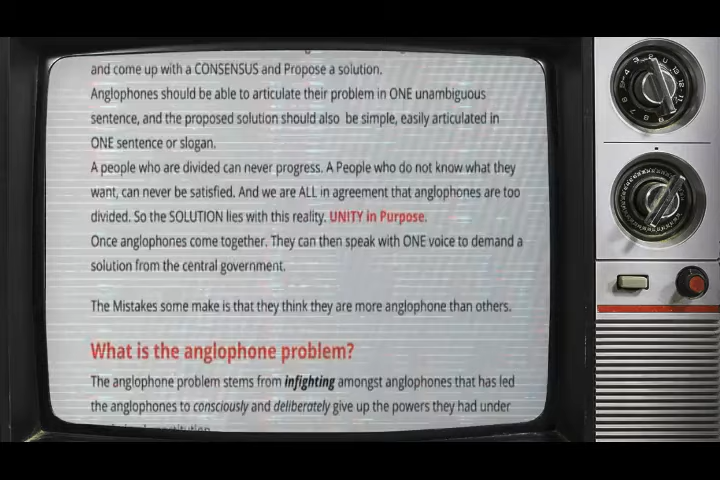 and come up with a CONSENSUS and Propose a solution.
Anglophones should be able to articulate their problem in ONE unambiguous
sentence, and the proposed solution should also be simple, easily articulated in
ONE sentence or slogan.
A people who are divided can never progress. A People who do not know what they
want, can never be satisfied. And we are ALL in agreement that anglophones are too
divided. So the SOLUTION lies with this reality. UNITY in Purpose.
Once anglophones come together. They can then speak with ONE voice to demand a
solution from the central government.
The Mistakes some make is that they think they are more anglophone than others.
What is the anglophone problem?
The anglophone problem stems from infighting amongst anglophones that has led
the anglophones to consciously and deliberately give up the powers they had under